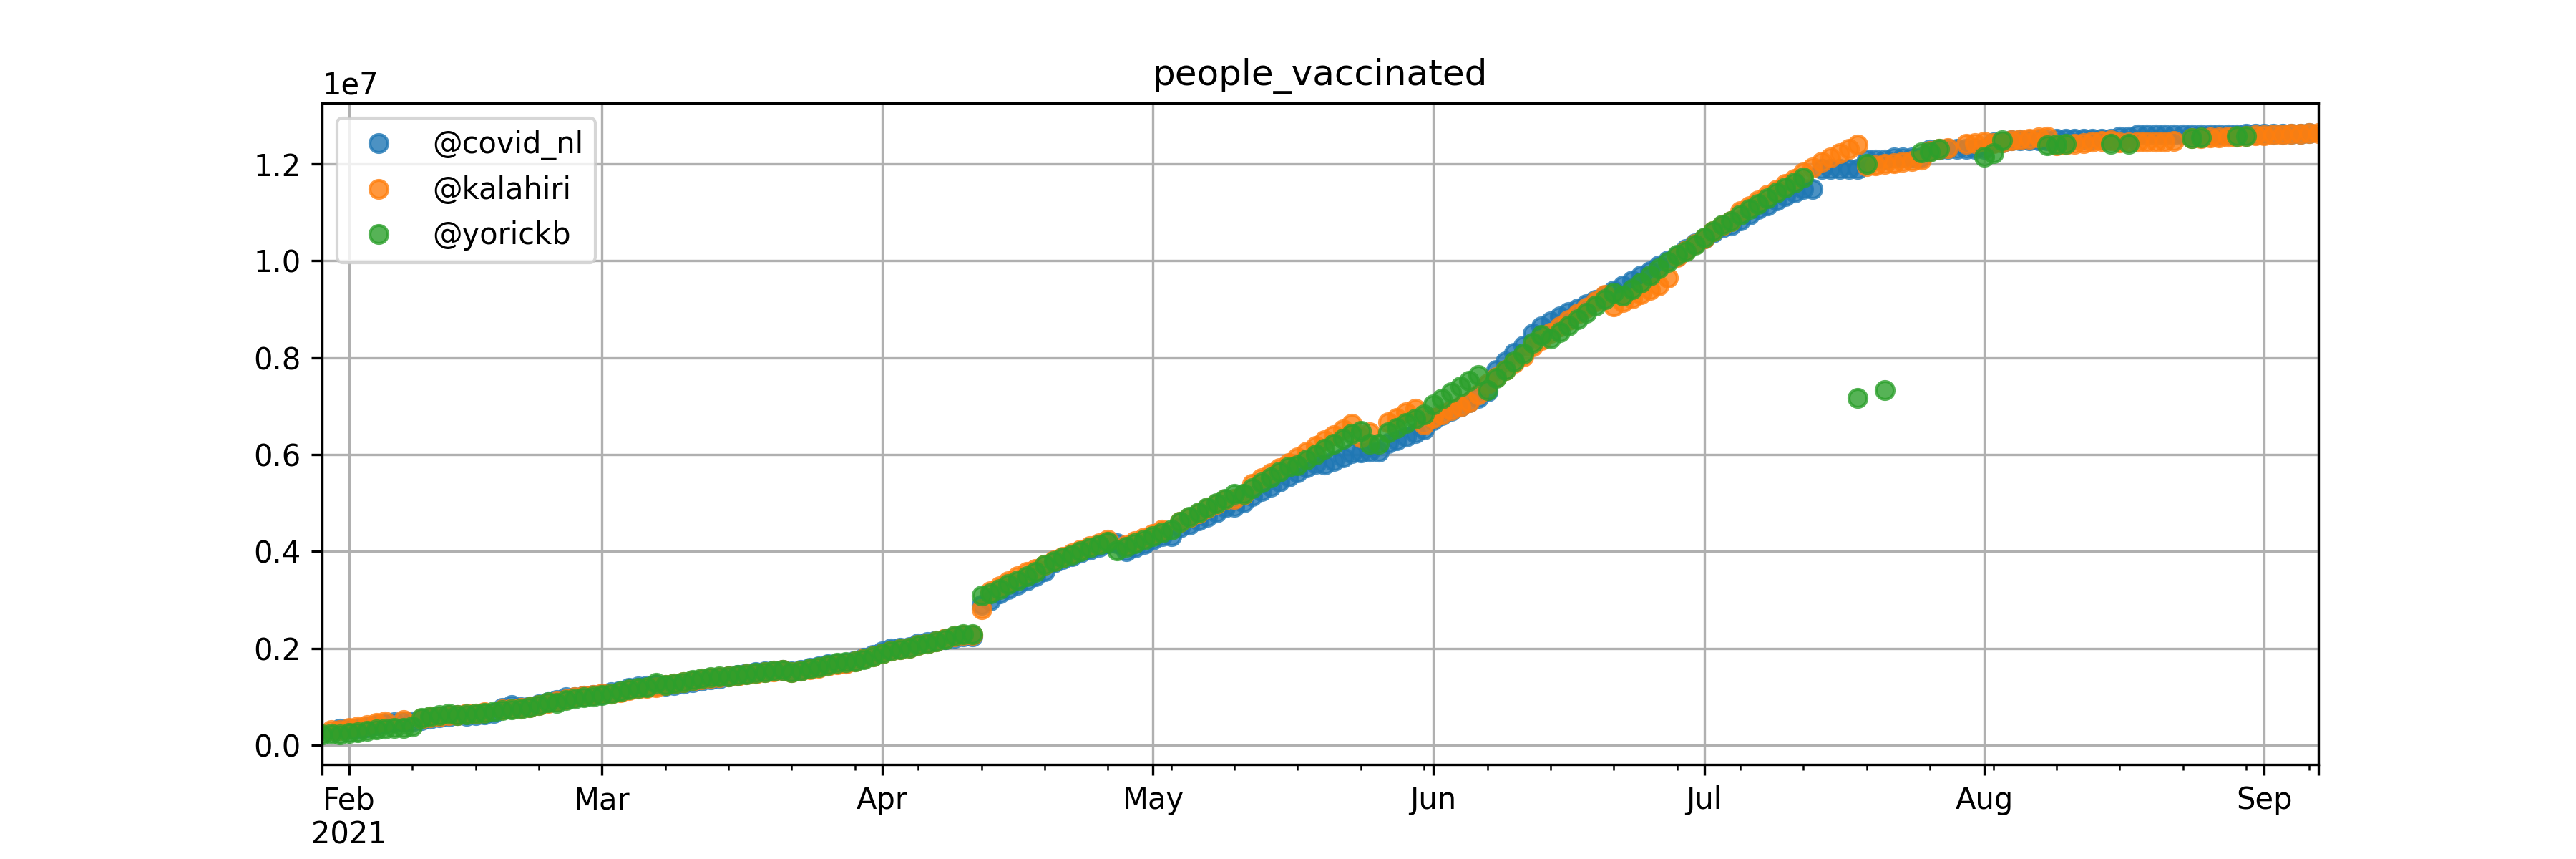 people_vaccinated
1e7
@covid_nl
@kalahiri
@yorickb
1.2
1.0
0.8
0.6
0.4
0.2
0.0
Feb Mar Apr May Jun Jul Aug Sep
2021